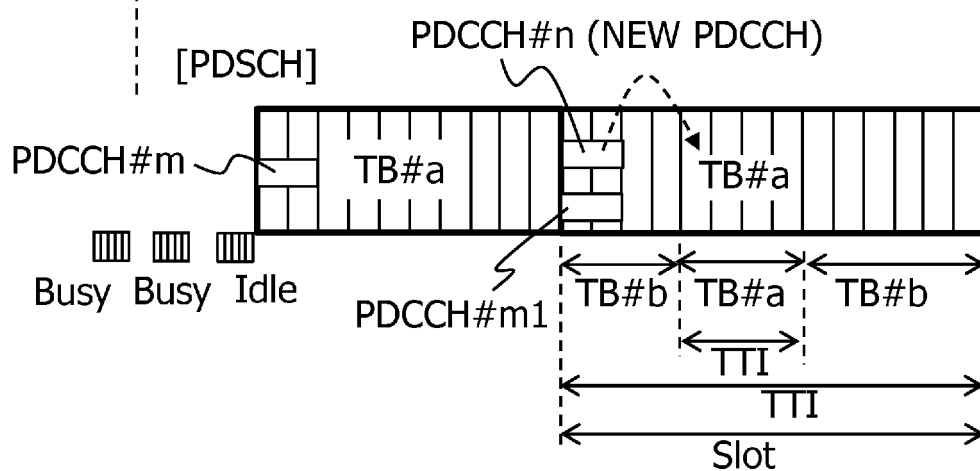 PDCCH#n (NEW PDCCH)
[PDSCH]
PDCCH#m
TB#a
TB#a
Busy
Busy
Idle
PDCCH#m1
TB#b
TB#a
TB#b
TTI
TTI
Slot